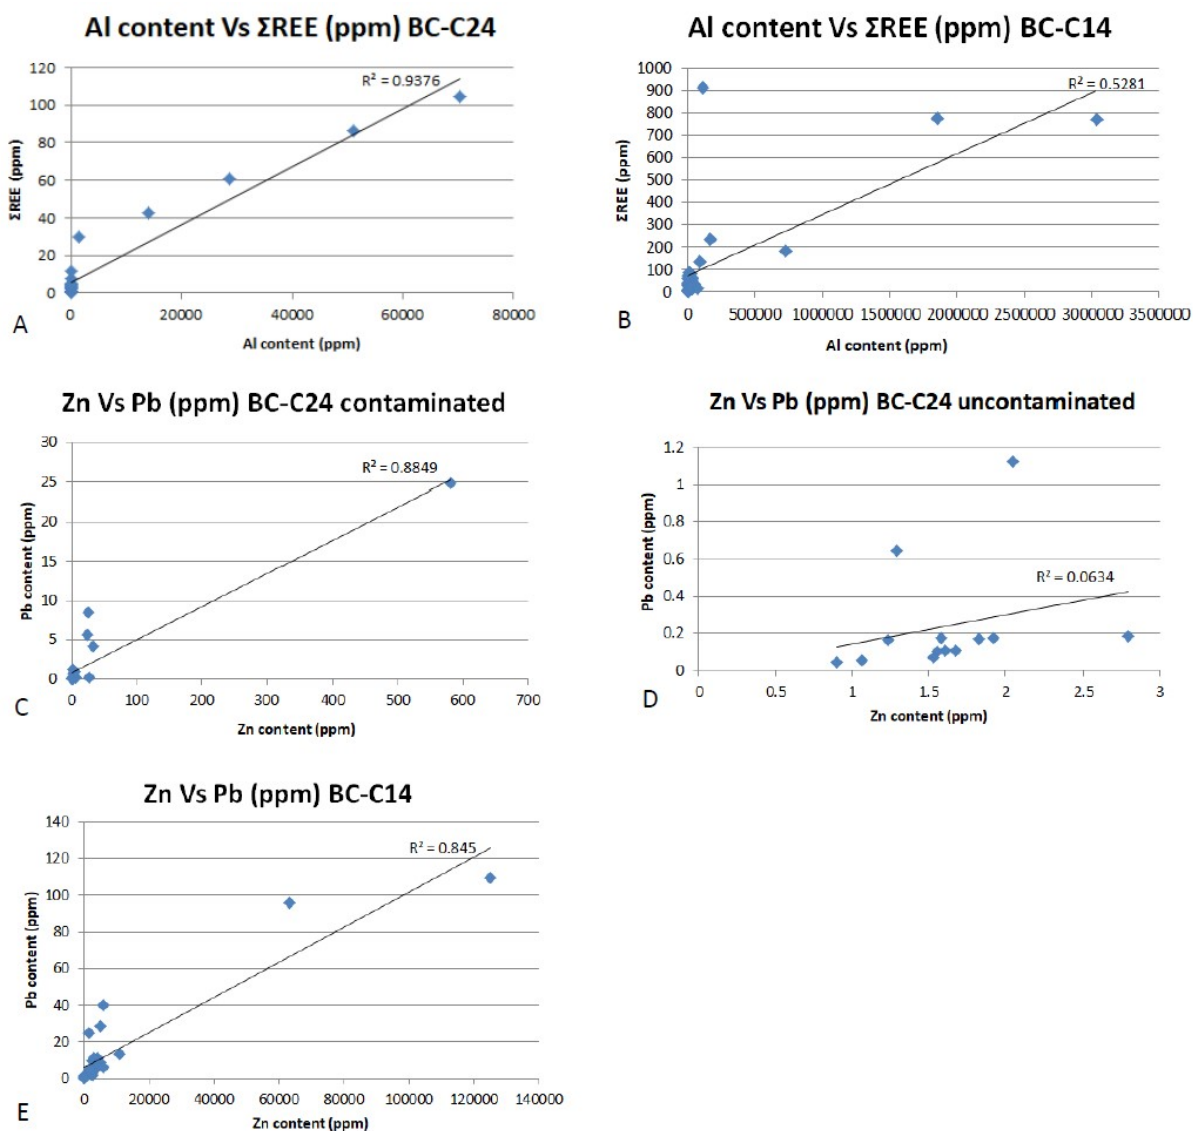 Al content Vs ΣREE (ppm) BC-C24
120
100
80
60
40
20
0
R² = 0.9376
ΣREE (ppm)
0 20000 40000 60000 80000
Al content (ppm)
A
Al content Vs ΣREE (ppm) BC-C14
1000
900
800
700
600
500
400
300
200
100
0
R² = 0.5281
ΣREE (ppm)
0 500000 1000000 1500000 2000000 2500000 3000000 3500000
Al content (ppm)
B
Zn Vs Pb (ppm) BC-C24 contaminated
30
25
20
15
10
5
0
R² = 0.8849
Pb content (ppm)
0 100 200 300 400 500 600 700
Zn content (ppm)
C
Zn Vs Pb (ppm) BC-C24 uncontaminated
1.2
1
0.8
0.6
0.4
0.2
0
R² = 0.0634
Pb content (ppm)
0 0.5 1 1.5 2 2.5 3
Zn content (ppm)
D
Zn Vs Pb (ppm) BC-C14
140
120
100
80
60
40
20
0
R² = 0.845
Pb content (ppm)
0 20000 40000 60000 80000 100000 120000 140000
Zn content (ppm)
E